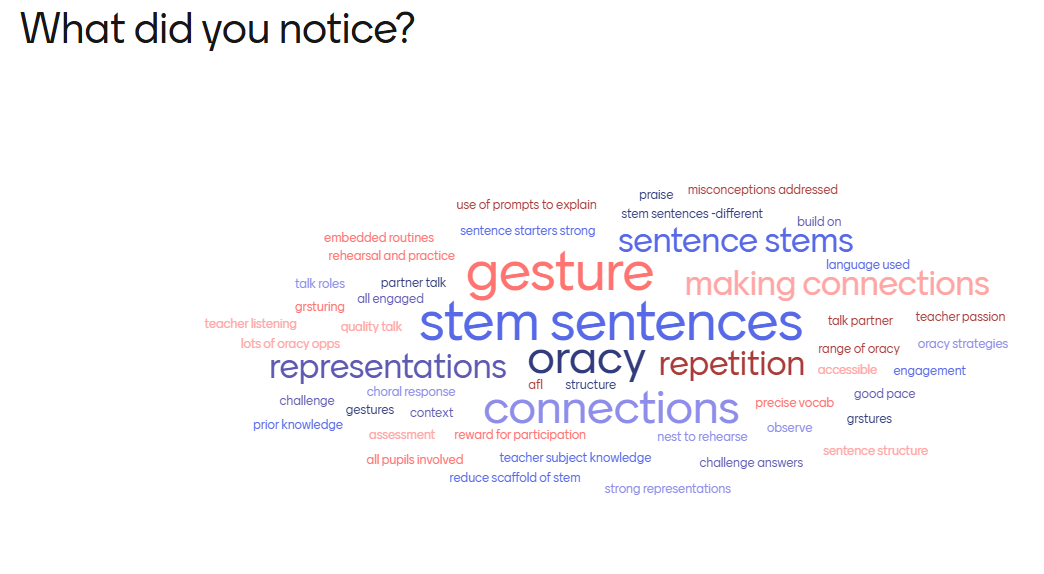 What did you notice?
praise
misconceptions addressed
use of prompts to explain
stem sentences -different
build on
sentence starters strong
embedded routines
sentence stems
rehearsal and practice
language used
gesture
making connections
talk roles
partner talk
all engaged
grsturing
teacher listening
quality talk
stem sentences
talk partner
teacher passion
lots of oracy opps
oracy
range of oracy
oracy strategies
representations
repetition
accessible
engagement
afl
structure
choral response
challenge
gestures
context
connections
precise vocab
good pace
prior knowledge
grstures
observe
assessment
reward for participation
nest to rehearse
sentence structure
all pupils involved
teacher subject knowledge
challenge answers
reduce scaffold of stem
strong representations